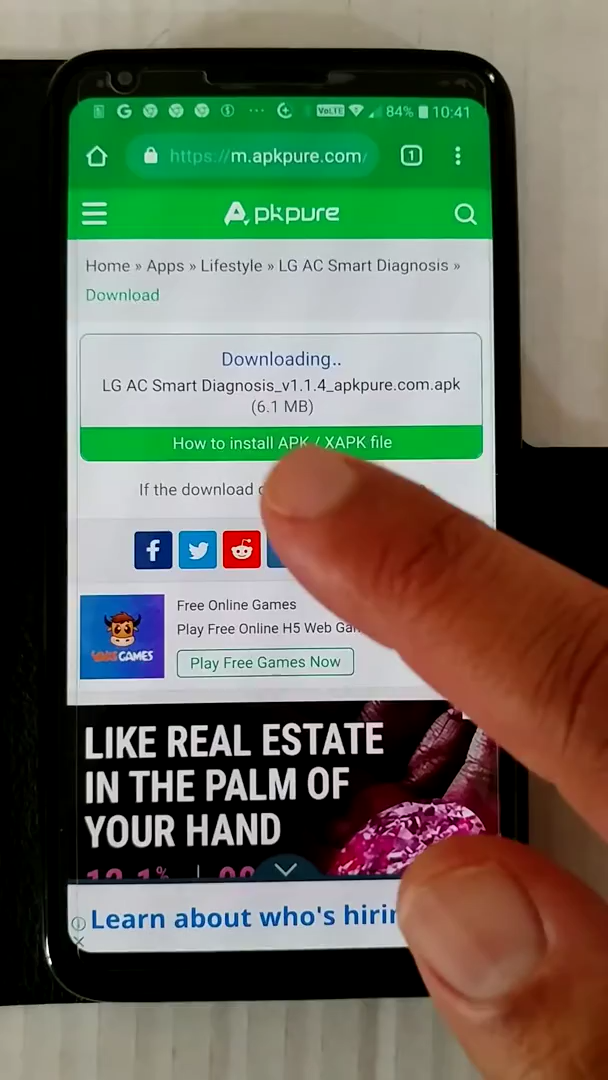 VoLTE 84% 10:41
https://m.apkpure.com/ 1
Apkpure
Home » Apps » Lifestyle » LG AC Smart Diagnosis »
Download
Downloading..
LG AC Smart Diagnosis_v1.1.4_apkpure.com.apk
(6.1 MB)
How to install APK / XAPK file
If the download
Free Online Games
Play Free Online H5 Web
GAMES
Play Free Games Now
LIKE REAL ESTATE
IN THE PALM OF
YOUR HAND
Learn about who's